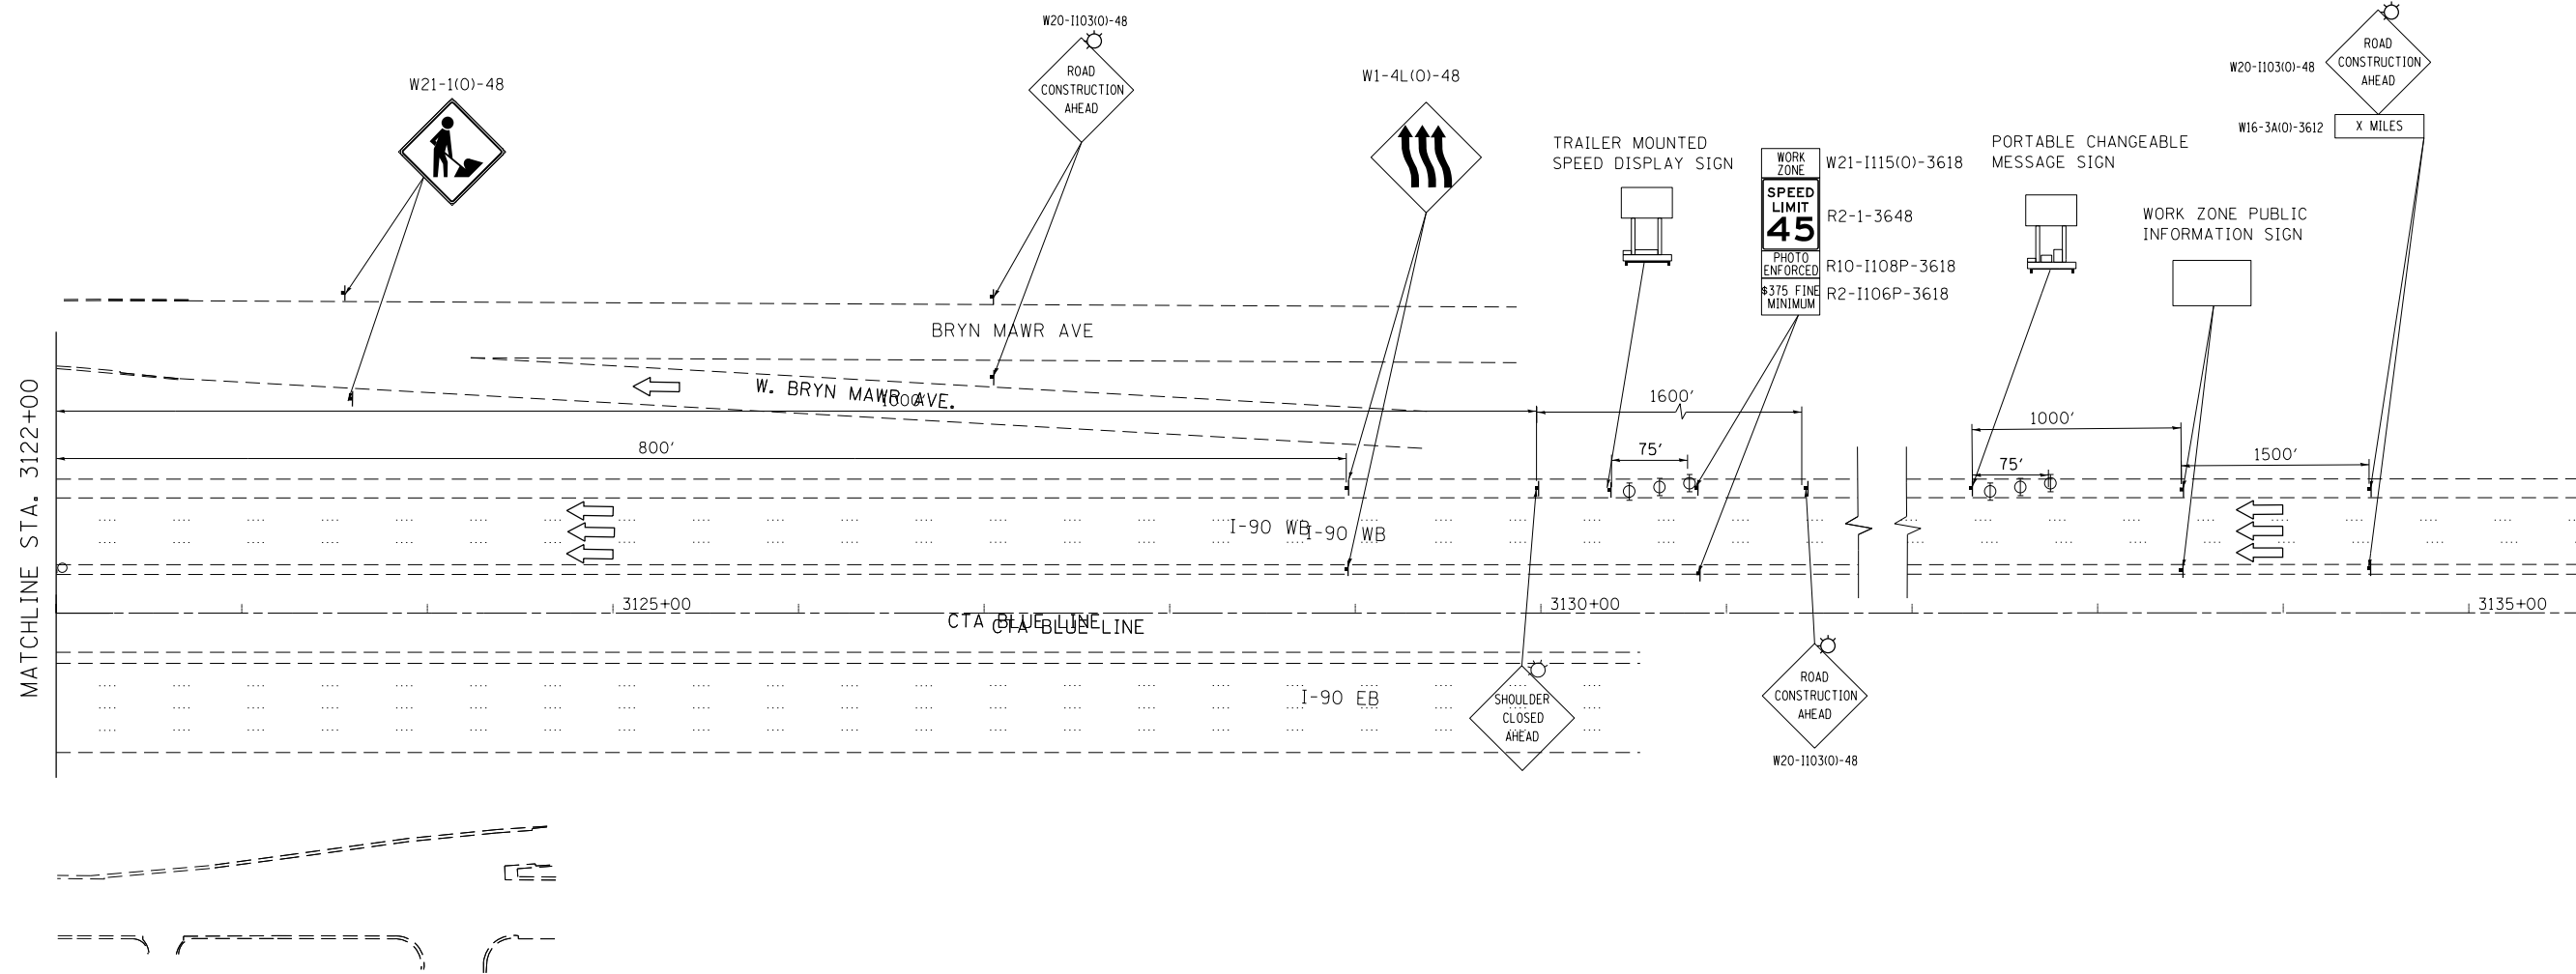 W20-I103(O)-48
ROAD
CONSTRUCTION
AHEAD
W21-1(O)-48
W1-4L(O)-48
TRAILER MOUNTED
SPEED DISPLAY SIGN
WORK
ZONE
W21-I115(O)-3618
SPEED
LIMIT
45
R2-1-3648
PHOTO
ENFORCED
R10-I108P-3618
$375 FINE
MINIMUM
R2-I106P-3618
PORTABLE CHANGEABLE
MESSAGE SIGN
WORK ZONE PUBLIC
INFORMATION SIGN
ROAD
CONSTRUCTION
AHEAD
W20-I103(O)-48
W16-3A(O)-3612
X MILES
BRYN MAWR AVE
W. BRYN MAWR AVE.
1600'
1000'
800'
75'
75'
1500'
MATCHLINE STA. 3122+00
I-90 WB
I-90 WB
3125+00
3130+00
3135+00
CTA BLUE LINE
CTA BLUE LINE
I-90 EB
SHOULDER
CLOSED
AHEAD
ROAD
CONSTRUCTION
AHEAD
W20-I103(O)-48